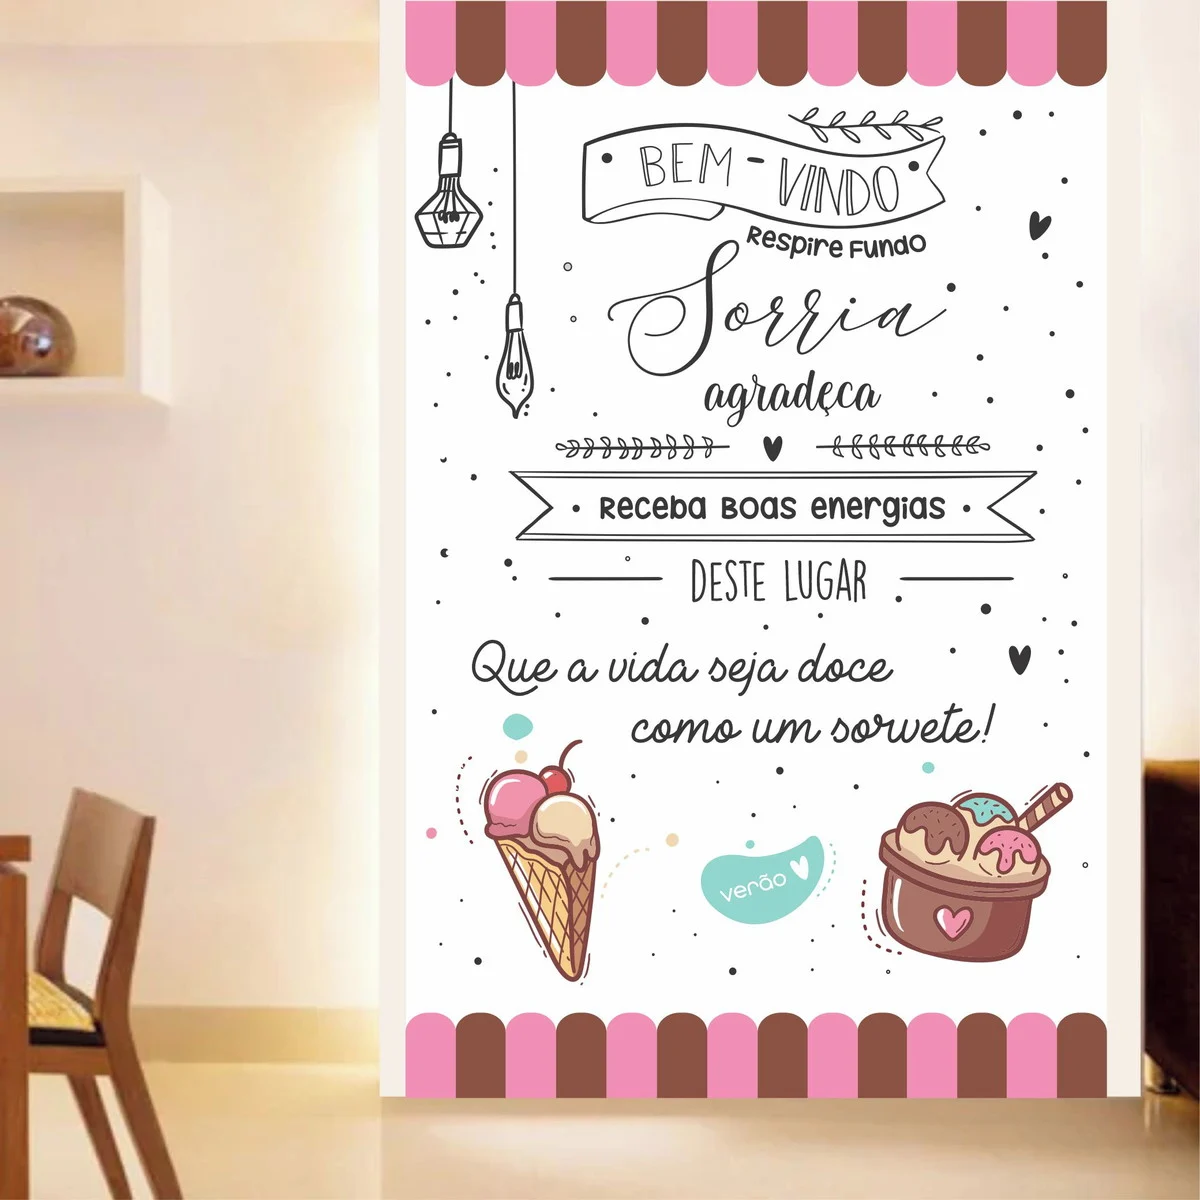 BEM-VINDO
Respire Fundo
Sorria
agradeça
Receba Boas energias
DESTE LUGAR
Que a vida seja doce
como um sorvete!
verão